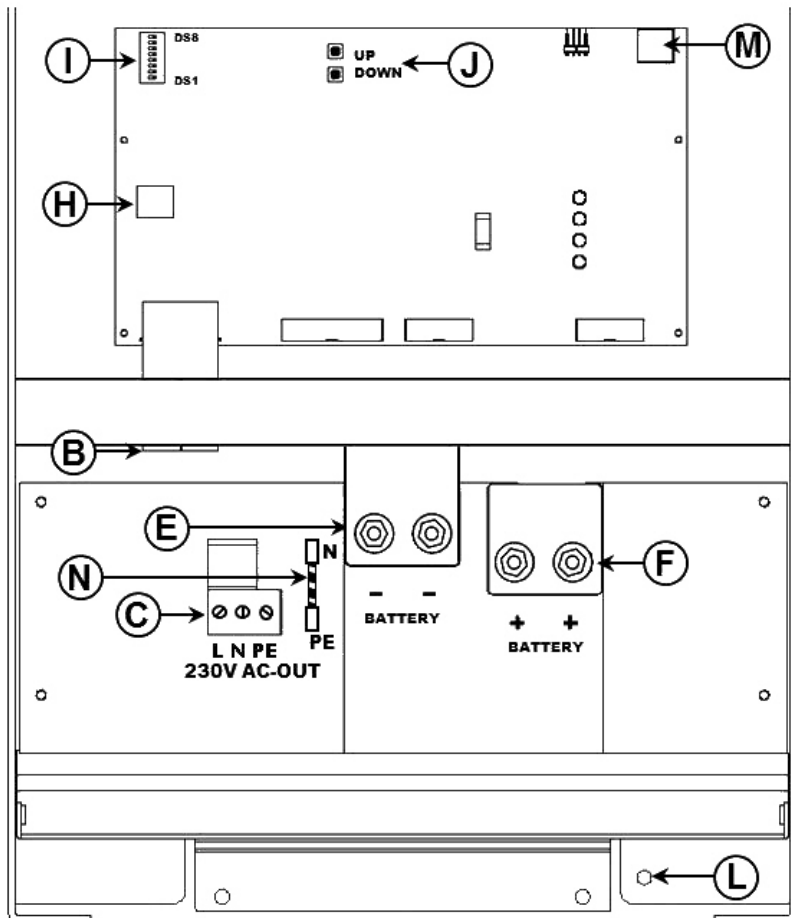 DS8
I
DS1
UP
DOWN
J
M
H
B
E
N
N
C
F
PE
L N PE
230V AC-OUT
- -
BATTERY
+ +
BATTERY
L